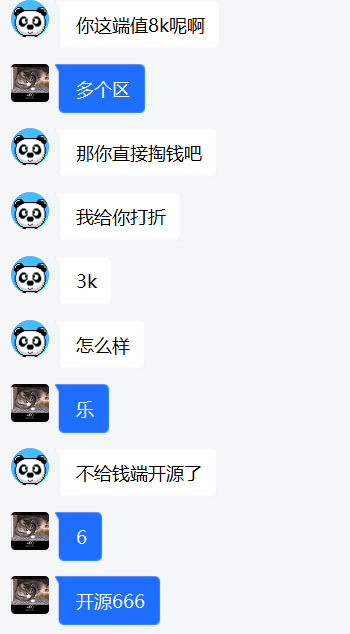 你这端值8k呢啊
多个区
那你直接掏钱吧
我给你打折
3k
怎么样
乐
不给钱端开源了
6
开源666